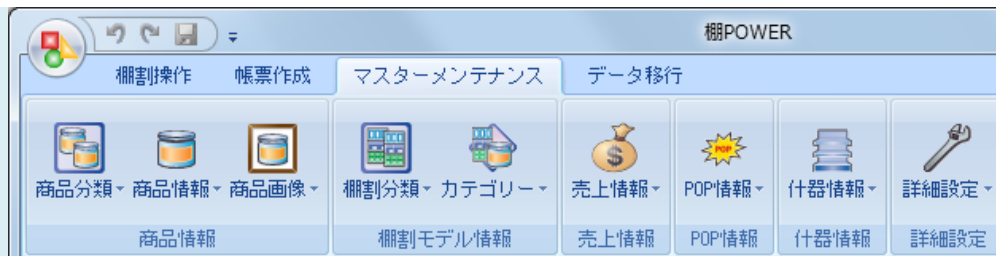 棚POWER
棚割操作 帳票作成 マスターメンテナンス データ移行
商品分類 商品情報 商品画像 棚割分類 カテゴリー 売上情報 POP POP情報 什器情報 詳細設定
商品情報 棚割モデル情報 売上情報 POP情報 什器情報 詳細設定